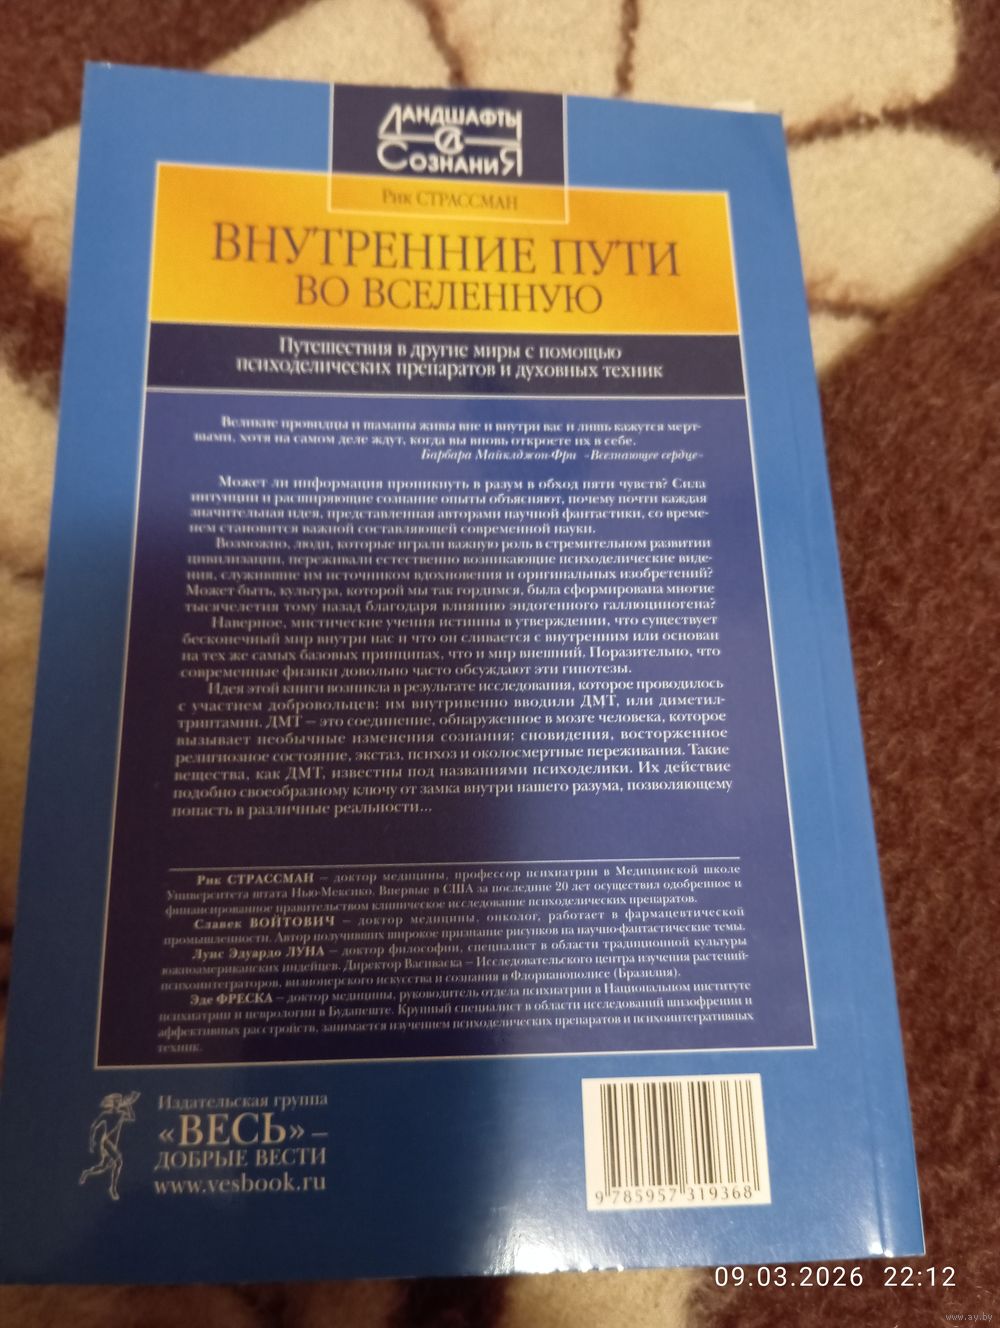 ЛАНДШАФТЫ
СОЗНАНИЯ
Рик СТРАССМАН
ВНУТРЕННИЕ ПУТИ
ВО ВСЕЛЕННУЮ
Путешествия в другие миры с помощью
психоделических препаратов и духовных техник
Великие провидцы и шаманы живы вне и внутри вас и лишь кажутся мерт-
выми, хотя на самом деле ждут, когда вы вновь откроете их в себе.
Барбара Майклджон-Фри «Всезнающее сердце»
Может ли информация проникнуть в разум в обход пяти чувств? Сила
интуиции и расширяющие сознание опыты объясняют, почему почти каждая
значительная идея, представленная авторами научной фантастики, со време-
нем становится важной составляющей современной науки.
Возможно, люди, которые играли важную роль в стремительном развитии
цивилизации, переживали естественно возникающие психоделические виде-
ния, служившие им источником вдохновения и оригинальных изобретений?
Может быть, культура, которой мы так гордимся, была сформирована многие
тысячелетия тому назад благодаря влиянию эндогенного галлюциногена?
Наверное, мистические учения истинны в утверждении, что существует
бесконечный мир внутри нас и что он сливается с внутренним или основан
на тех же самых базовых принципах, что и мир внешний. Поразительно, что
современные физики довольно часто обсуждают эти гипотезы.
Идея этой книги возникла в результате исследования, которое проводилось
с участием добровольцев: им внутривенно вводили ДМТ, или диметил-
триптамин. ДМТ – это соединение, обнаруженное в мозге человека, которое
вызывает необычные изменения сознания: сновидения, восторженное
религиозное состояние, экстаз, психоз и околосмертные переживания. Такие
вещества, как ДМТ, известны под названиями психоделики. Их действие
подобно своеобразному ключу от замка внутри нашего разума, позволяющему
попасть в различные реальности...
Рик СТРАССМАН – доктор медицины, профессор психиатрии в Медицинской школе
Университета штата Нью-Мексико. Впервые в США за последние 20 лет осуществил одобренное и
финансированное правительством клиническое исследование психоделических препаратов.
Славек ВОЙТОВИЧ – доктор медицины, онколог, работает в фармацевтической
промышленности. Автор получивших широкое признание рисунков на научно-фантастические темы.
Луис Эдуардо ЛУНА – доктор философии, специалист в области традиционной культуры
южноамериканских индейцев. Директор Васиваска – Исследовательского центра изучения растений-
психоинтеграторов, визионерского искусства и сознания в Флорианополисе (Бразилия).
Эде ФРЕСКА – доктор медицины, руководитель отдела психиатрии в Национальном институте
психиатрии и неврологии в Будапеште. Крупный специалист в области исследований шизофрении и
аффективных расстройств, занимается изучением психоделических препаратов и психоинтегративных
техник.
Издательская группа
«ВЕСЬ» –
ДОБРЫЕ ВЕСТИ
www.vesbook.ru
9 785957 319368
09.03.2026 22:12
www.ay.by